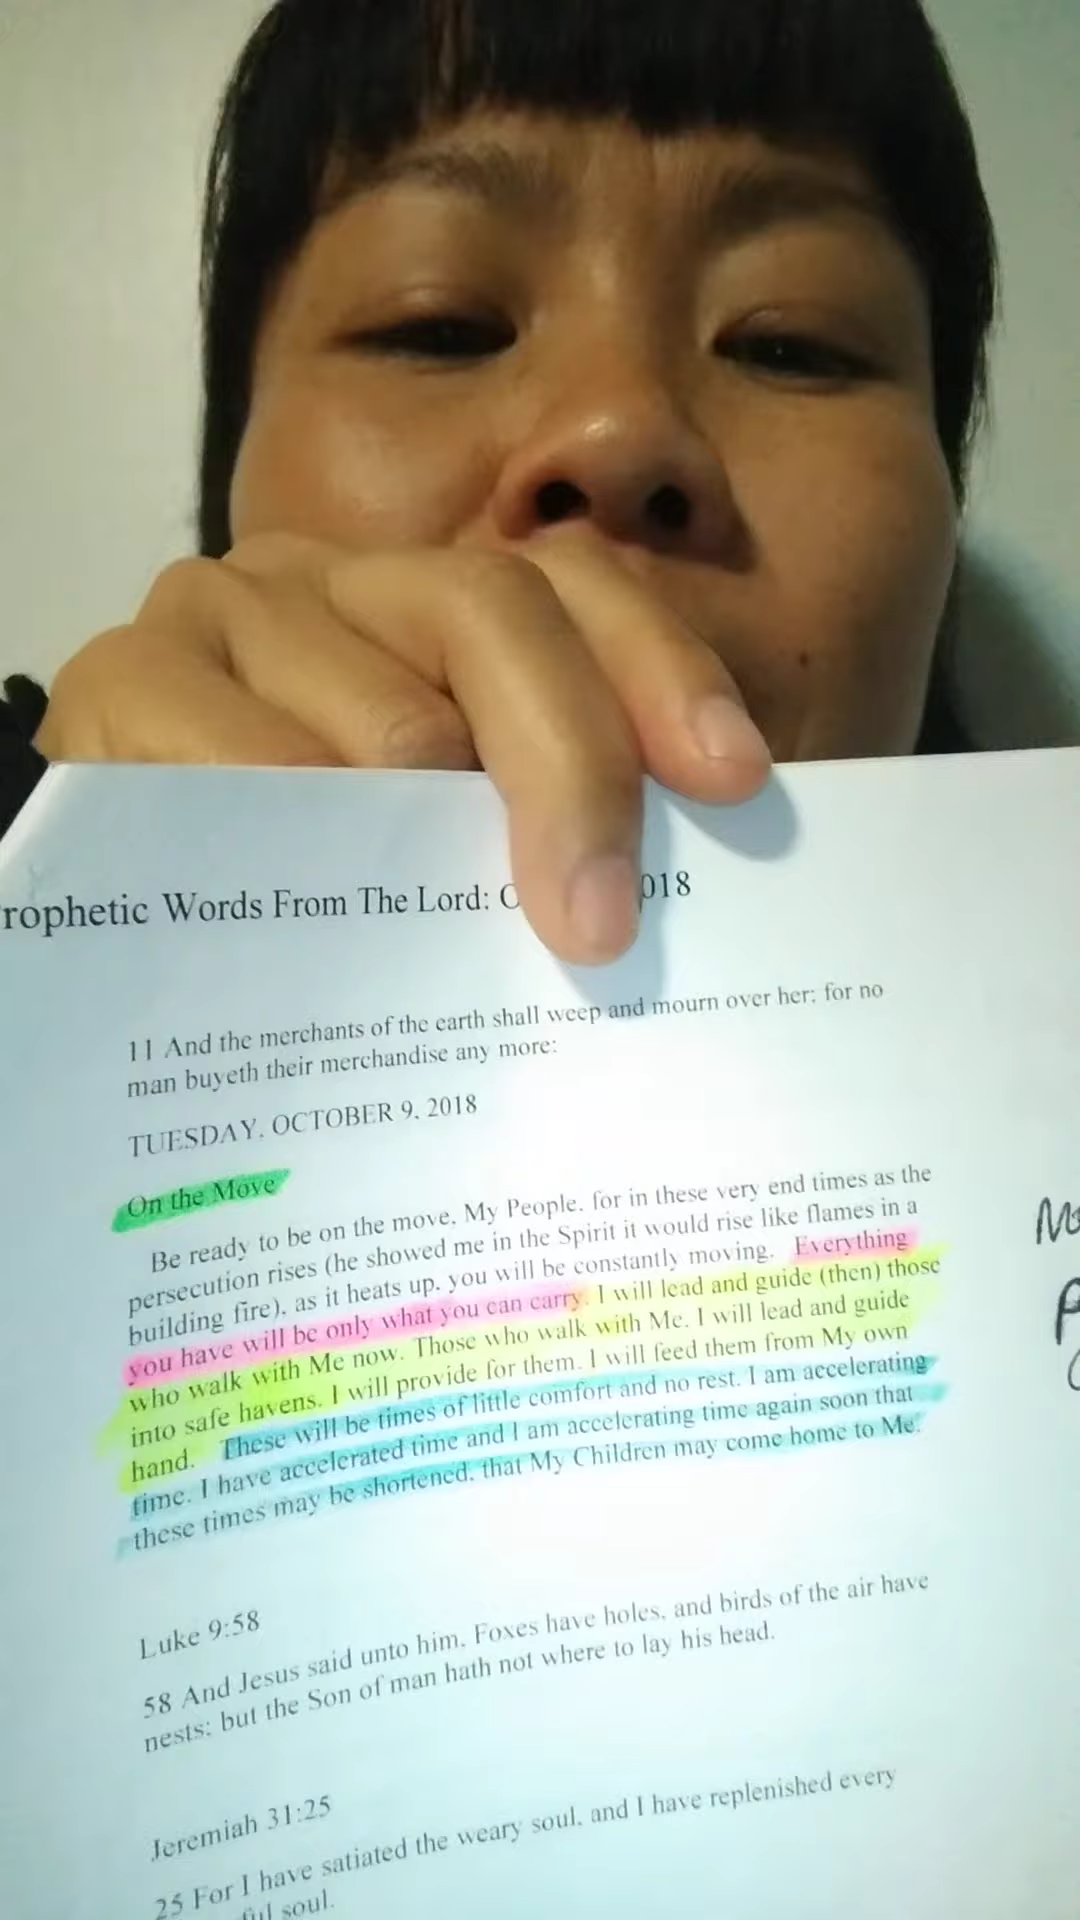 rophetic Words From The Lord: O 018
11 And the merchants of the earth shall weep and mourn over her; for no
man buyeth their merchandise any more:
TUESDAY, OCTOBER 9, 2018
On the Move
Be ready to be on the move, My People, for in these very end times as the
persecution rises (he showed me in the Spirit it would rise like flames in a
building fire), as it heats up, you will be constantly moving. Everything
you have will be only what you can carry. I will lead and guide (then) those
who walk with Me now. Those who walk with Me, I will lead and guide
into safe havens. I will provide for them. I will feed them from My own
hand. These will be times of little comfort and no rest. I am accelerating
time. I have accelerated time and I am accelerating time again soon that
these times may be shortened, that My Children may come home to Me.
Luke 9:58
58 And Jesus said unto him, Foxes have holes, and birds of the air have
nests; but the Son of man hath not where to lay his head.
Jeremiah 31:25
25 For I have satiated the weary soul, and I have replenished every
soul.